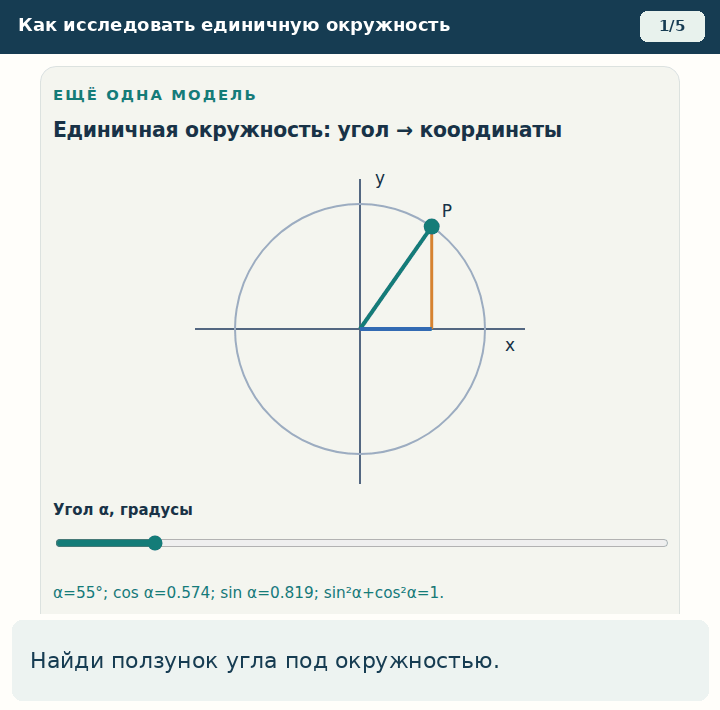 Как исследовать единичную окружность
1/5
ЕЩЁ ОДНА МОДЕЛЬ
Единичная окружность: угол → координаты
y
P
x
Угол α, градусы
α=55°; cos α=0.574; sin α=0.819; sin²α+cos²α=1.
Найди ползунок угла под окружностью.